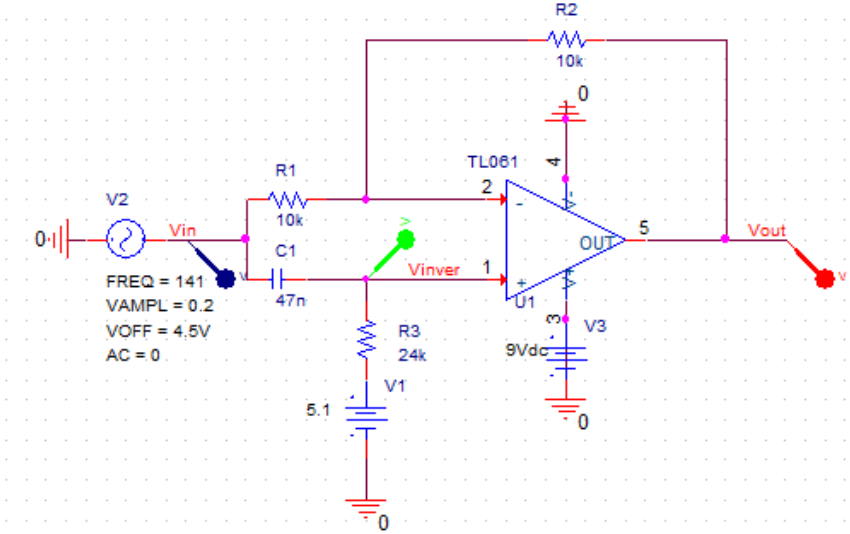 R2
10k
0
TL061
4
R1
2
V2
10k
-
V-
0
Vin
V
OUT
5
Vout
C1
V
Vinver
1
+
V+
V
FREQ = 141
47n
U1
VAMPL = 0.2
R3
3
V3
VOFF = 4.5V
24k
9Vdc
AC = 0
V1
5.1
0
0